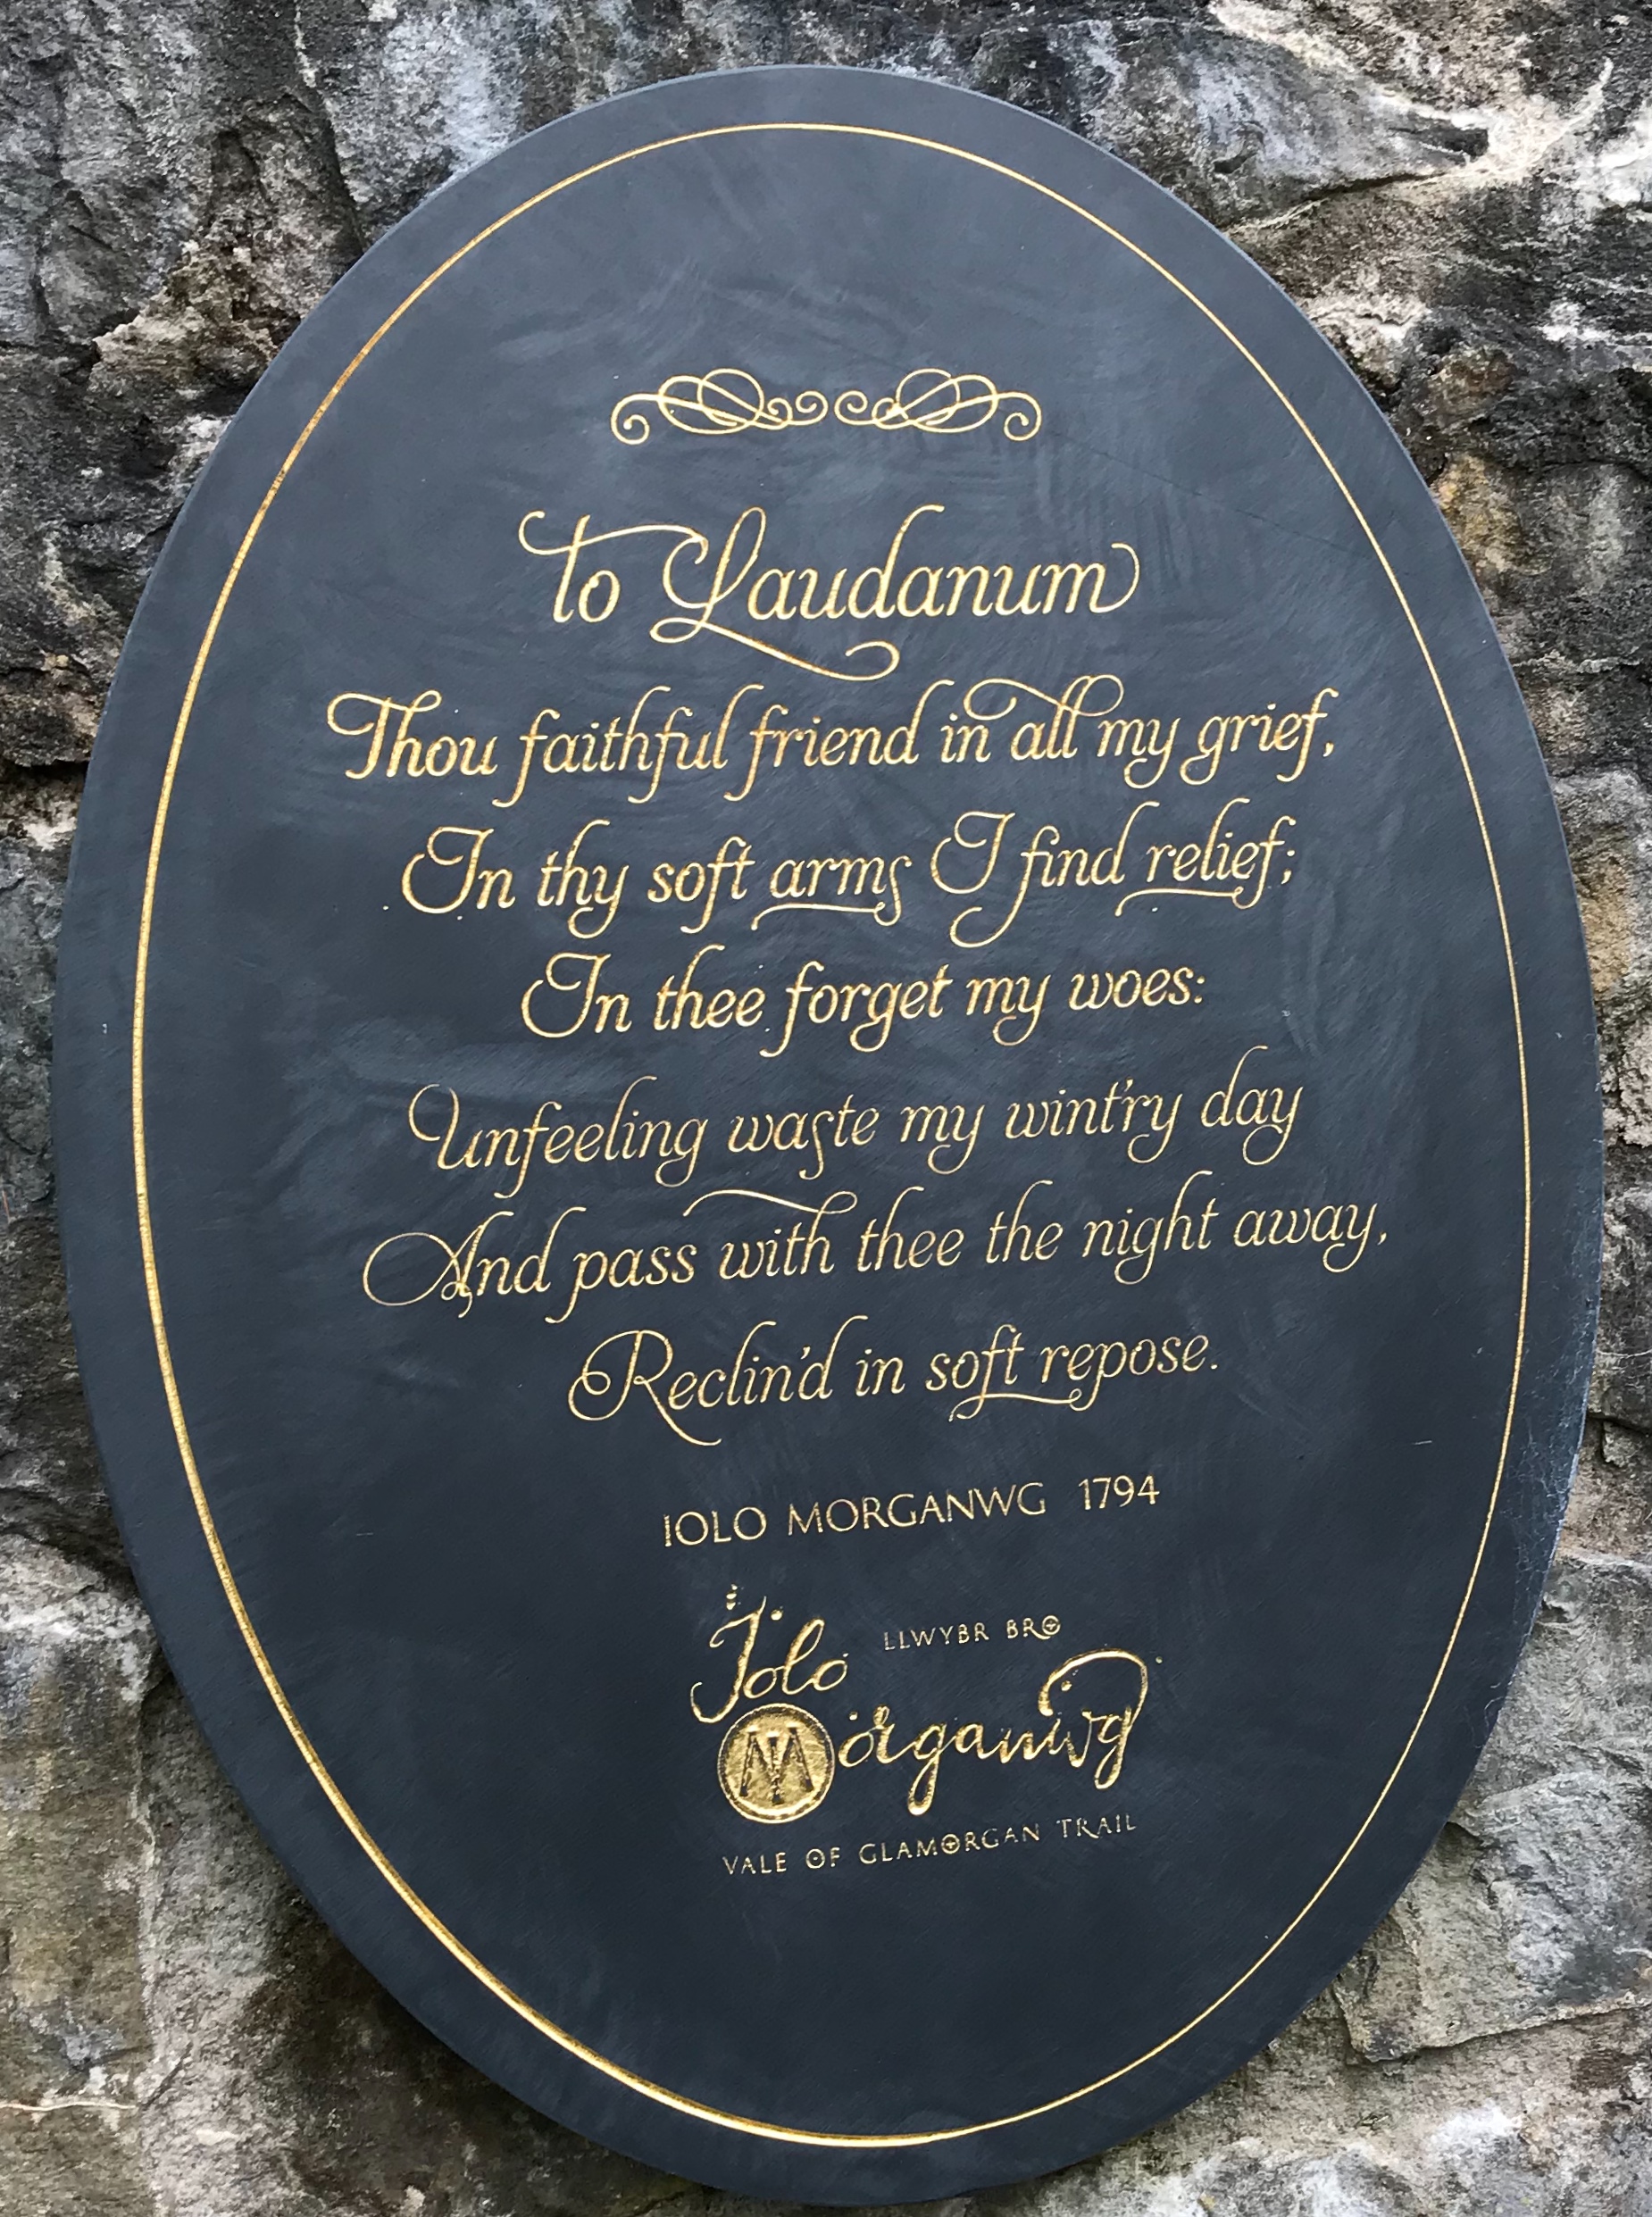 to Laudanum
Thou faithful friend in all my grief,
In thy soft arms I find relief;
In thee forget my woes:
Unfeeling waste my wint'ry day
And pass with thee the night away,
Reclin'd in soft repose.
IOLO MORGANWG 1794
Iolo LLWYBR BRO
Morganwg
VALE OF GLAMORGAN TRAIL